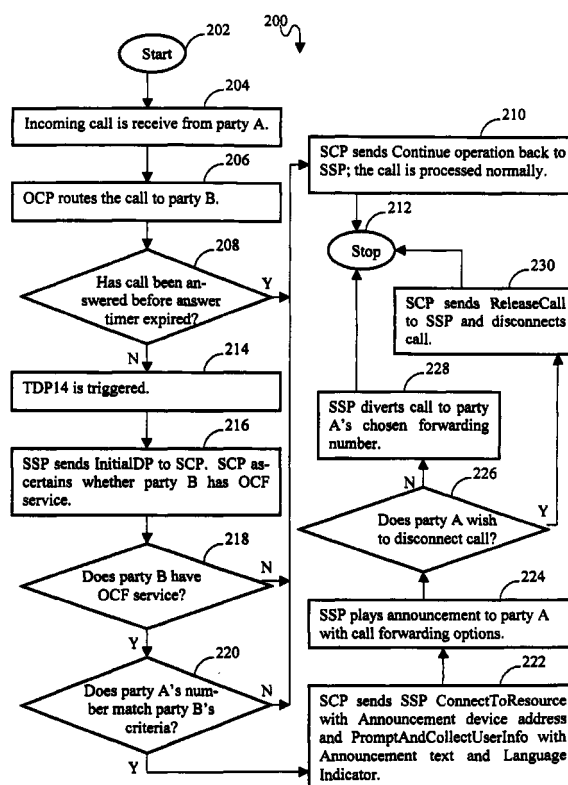 200
202
Start
204
Incoming call is receive from party A.
206
OCP routes the call to party B.
208
Has call been an-
swered before answer
timer expired?
Y
N
214
TDP14 is triggered.
216
SSP sends InitialDP to SCP. SCP as-
certains whether party B has OCF
service.
218
Does party B have
OCF service?
N
Y
220
Does party A's num-
ber match party B's
criteria?
N
Y
210
SCP sends Continue operation back to
SSP; the call is processed normally.
212
Stop
230
SCP sends ReleaseCall
to SSP and disconnects
call.
228
SSP diverts call to party
A's chosen forwarding
number.
226
N
Y
Does party A wish
to disconnect call?
224
SSP plays announcement to party A
with call forwarding options.
222
SCP sends SSP ConnectToResource
with Announcement device address
and PromptAndCollectUserInfo with
Announcement text and Language
Indicator.